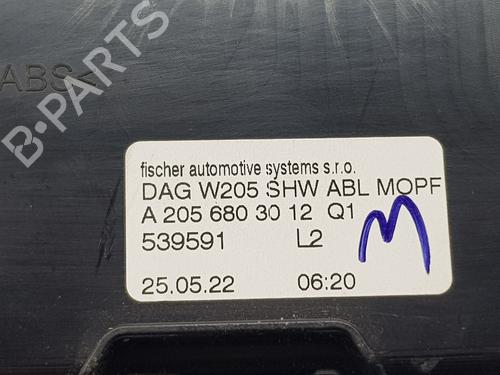 ABS<
B-PARTS
fischer automotive systems s.r.o.
DAG W205 SHW ABL MOPF
A 205 680 30 12 Q1
539591 L2
M
25.05.22 06:20